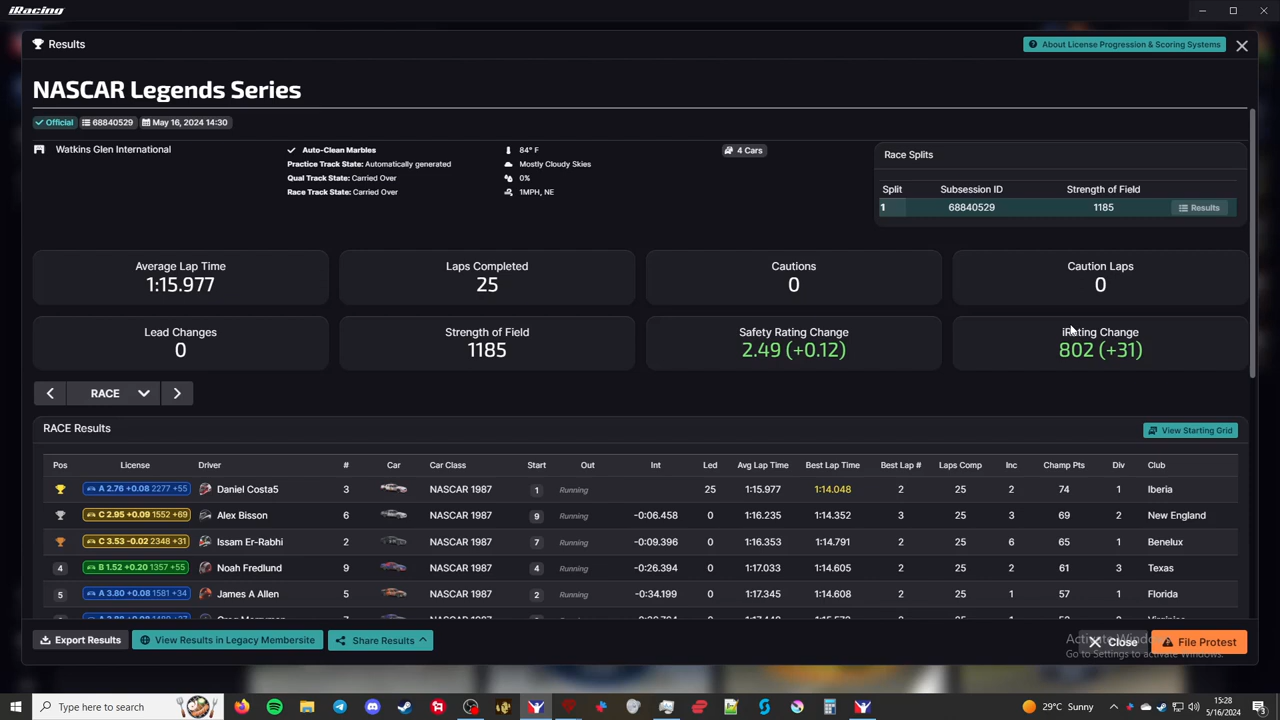 iRacing
Results
About License Progression & Scoring Systems
NASCAR Legends Series
Official 68840529 May 16, 2024 14:30
Watkins Glen International
Auto-Clean Marbles
Practice Track State: Automatically generated
Qual Track State: Carried Over
Race Track State: Carried Over
84° F
Mostly Cloudy Skies
0%
1MPH, NE
4 Cars
Race Splits
Split Subsession ID Strength of Field
1 68840529 1185 Results
Average Lap Time
1:15.977
Laps Completed
25
Cautions
0
Caution Laps
0
Lead Changes
0
Strength of Field
1185
Safety Rating Change
2.49 (+0.12)
iRating Change
802 (+31)
RACE
RACE Results
View Starting Grid
Pos License Driver # Car Car Class Start Out Int Led Avg Lap Time Best Lap Time Best Lap # Laps Comp Inc Champ Pts Div Club
A 2.76 +0.08 2277 +55 Daniel Costa5 3 NASCAR 1987 1 Running 25 1:15.977 1:14.048 2 25 2 74 1 Iberia
C 2.95 +0.09 1552 +69 Alex Bisson 6 NASCAR 1987 9 Running -0:06.458 0 1:16.235 1:14.352 3 25 3 69 2 New England
C 3.53 -0.02 2348 +31 Issam Er-Rabhi 2 NASCAR 1987 7 Running -0:09.396 0 1:16.353 1:14.791 2 25 6 65 1 Benelux
4 B 1.52 +0.20 1357 +55 Noah Fredlund 9 NASCAR 1987 4 Running -0:26.394 0 1:17.033 1:14.605 2 25 2 61 3 Texas
5 A 3.80 +0.08 1581 +34 James A Allen 5 NASCAR 1987 2 Running -0:34.199 0 1:17.345 1:14.608 2 25 1 57 1 Florida
Export Results
View Results in Legacy Membersite
Share Results
Close
File Protest
Go to Settings to activate Windows.
Type here to search
29°C Sunny
15:28
5/16/2024